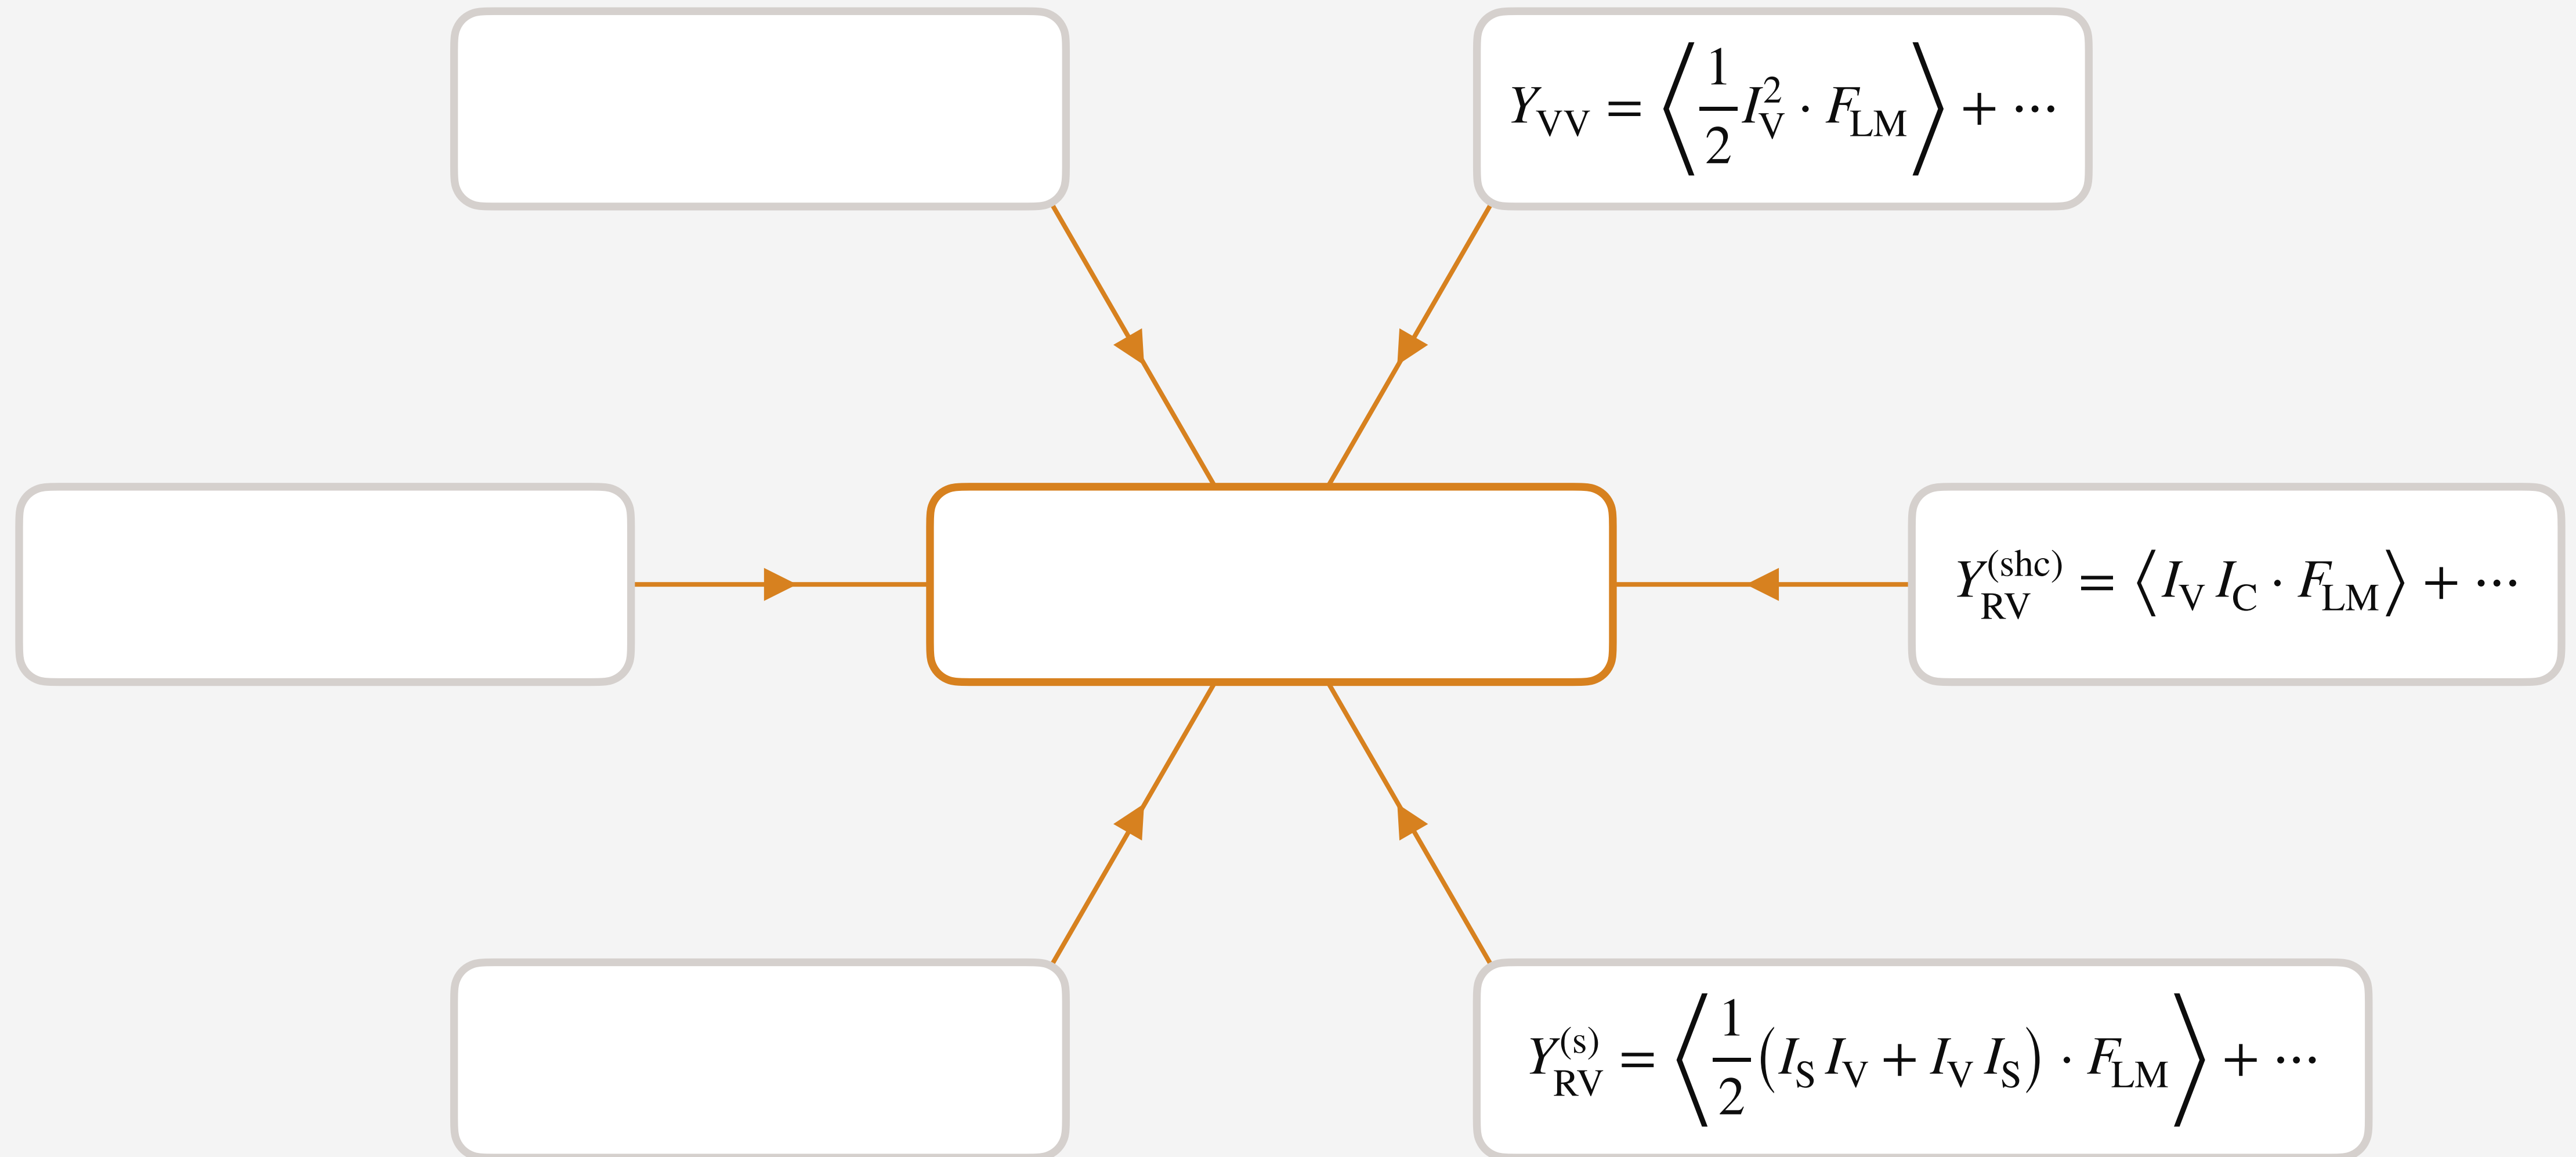 Y_VV = ⟨ 1/2 I_V^2 · F_LM ⟩ + ⋯
Y_RV^(shc) = ⟨ I_V I_C · F_LM ⟩ + ⋯
Y_RV^(s) = ⟨ 1/2 ( I_S I_V + I_V I_S ) · F_LM ⟩ + ⋯